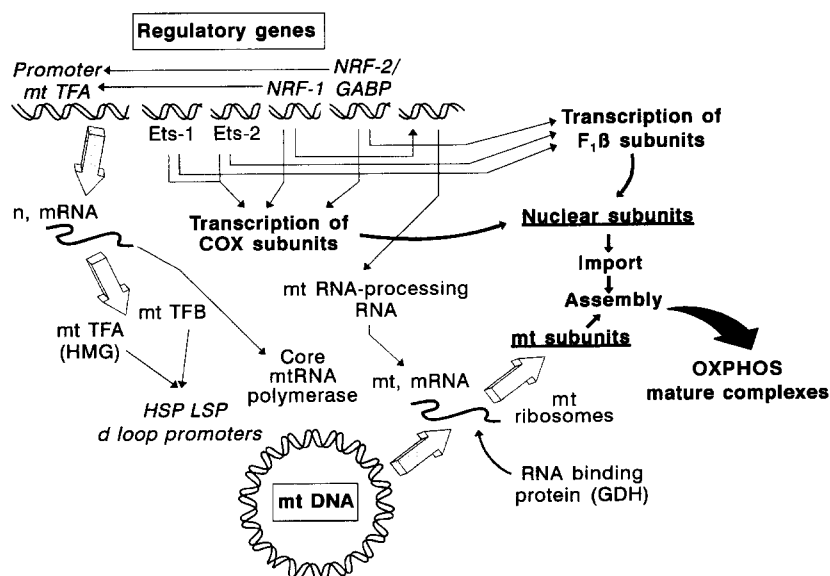 Regulatory genes
Promoter
mt TFA
NRF-1
NRF-2/
GABP
Ets-1
Ets-2
Transcription of
F₁ß subunits
n, mRNA
Transcription of
COX subunits
Nuclear subunits
Import
Assembly
mt subunits
OXPHOS
mature complexes
mt RNA-processing
RNA
mt TFA
(HMG)
mt TFB
HSP LSP
d loop promoters
Core
mtRNA
polymerase
mt, mRNA
mt
ribosomes
RNA binding
protein (GDH)
mt DNA